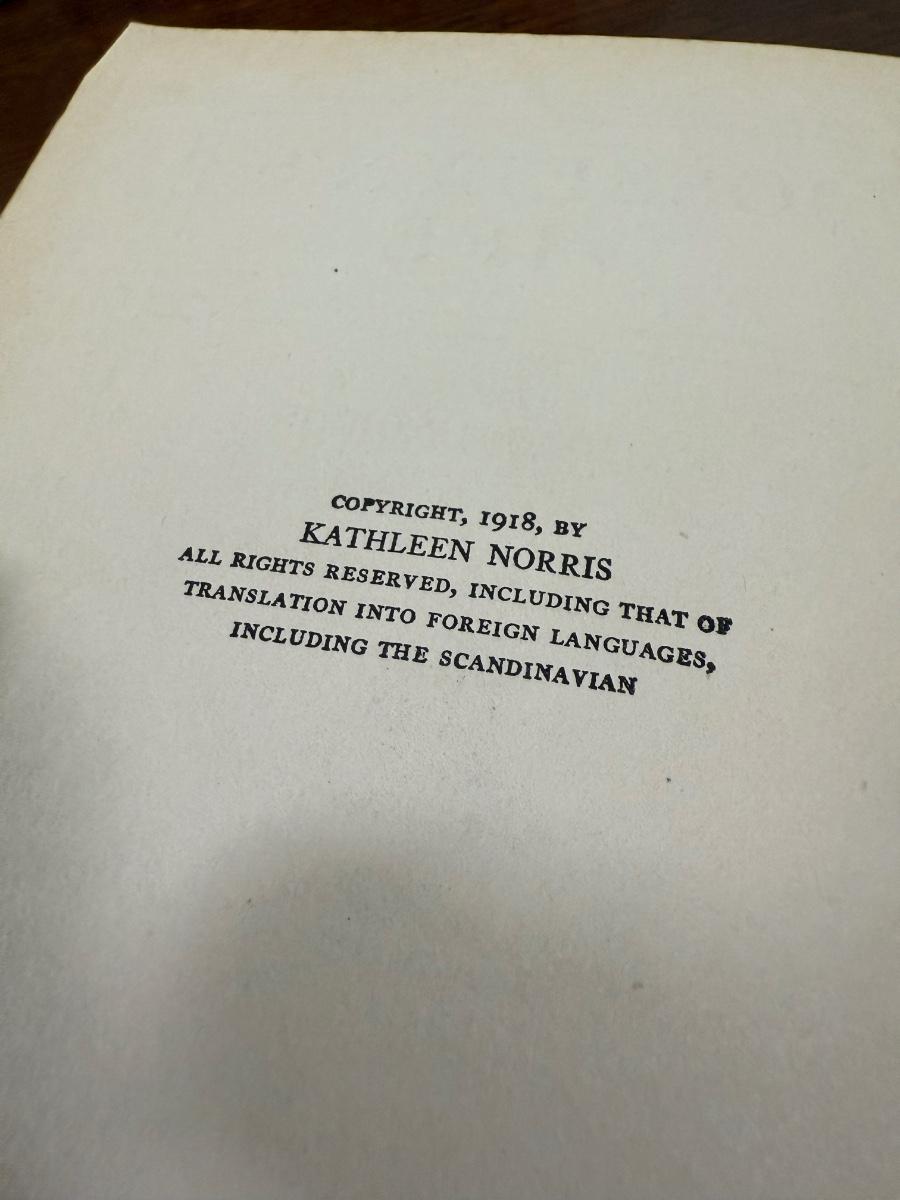 COPYRIGHT, 1918, BY
KATHLEEN NORRIS
ALL RIGHTS RESERVED, INCLUDING THAT OF
TRANSLATION INTO FOREIGN LANGUAGES,
INCLUDING THE SCANDINAVIAN